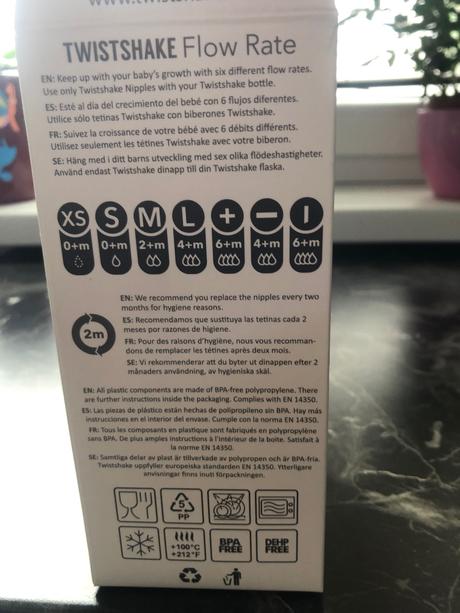 www.twistsha
TWISTSHAKE Flow Rate
EN: Keep up with your baby's growth with six different flow rates.
Use only Twistshake Nipples with your Twistshake bottle.
ES: Esté al día del crecimiento del bebé con 6 flujos diferentes.
Utilice sólo tetinas Twistshake con biberones Twistshake.
FR: Suivez la croissance de votre bébé avec 6 débits différents.
Utilisez seulement les tétines Twistshake avec votre biberon.
SE: Häng med i ditt barns utveckling med sex olika flödeshastigheter.
Använd endast Twistshake dinapp till din Twistshake flaska.
XS S M L + − I
0+m 0+m 2+m 4+m 6+m 4+m 6+m
2m
EN: We recommend you replace the nipples every two
months for hygiene reasons.
ES: Recomendamos que sustituya las tetinas cada 2
meses por razones de higiene.
FR: Pour des raisons d'hygiène, nous vous recomman-
dons de remplacer les tétines après deux mois.
SE: Vi rekommenderar att du byter ut dinappen efter 2
månaders användning, av hygieniska skäl.
EN: All plastic components are made of BPA-free polypropylene. There
are further instructions inside the packaging. Complies with EN 14350.
ES: Las piezas de plástico están hechas de polipropileno sin BPA. Hay más
instrucciones en el interior del envase. Cumple con la norma EN 14350.
FR: Tous les composants en plastique sont fabriqués en polypropylène
sans BPA. De plus amples instructions à l'intérieur de la boite. Satisfait à
la norme EN 14350.
SE: Samtliga delar av plast är tillverkade av polypropen och är BPA-fria.
Twistshake uppfyller europeiska standarden EN 14350. Ytterligare
anvisningar finns inuti förpackningen.
5
PP
+100°C
+212°F
BPA
FREE
DEHP
FREE